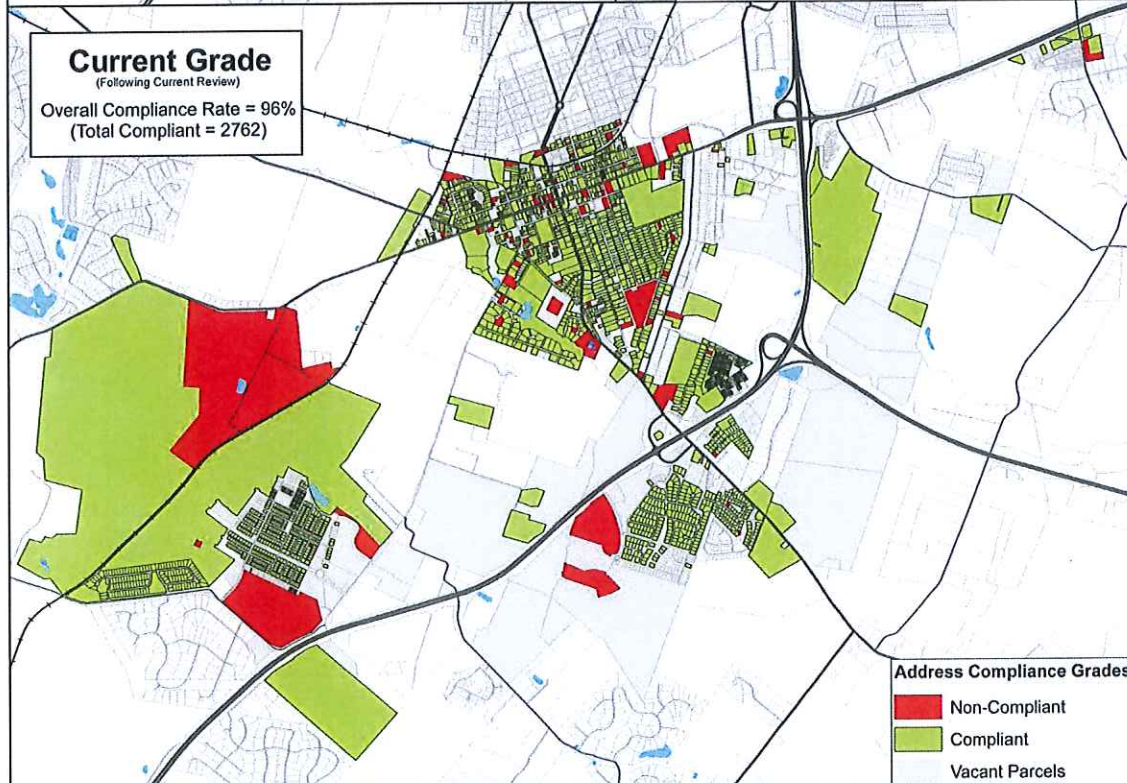 Current Grade
(Following Current Review)
Overall Compliance Rate = 96%
(Total Compliant = 2762)
Address Compliance Grades
Non-Compliant
Compliant
Vacant Parcels